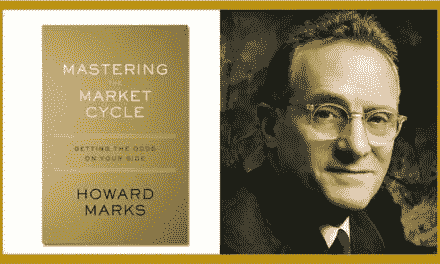 MASTERING
THE
MARKET
CYCLE
GETTING THE ODDS
ON YOUR SIDE
HOWARD
MARKS